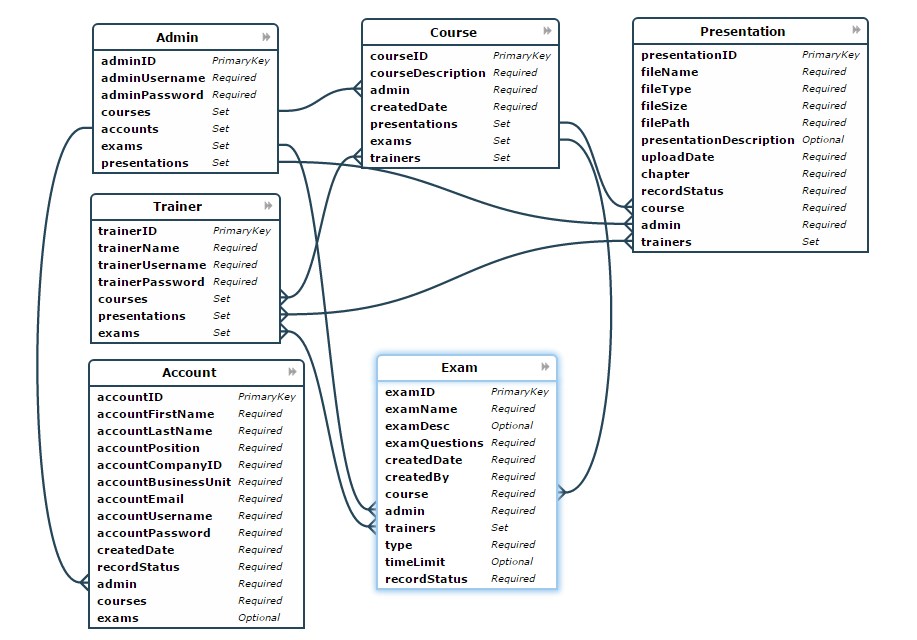 Admin
adminID PrimaryKey
adminUsername Required
adminPassword Required
courses Set
accounts Set
exams Set
presentations Set
Course
courseID PrimaryKey
courseDescription Required
admin Required
createdDate Required
presentations Set
exams Set
trainers Set
Presentation
presentationID PrimaryKey
fileName Required
fileType Required
fileSize Required
filePath Required
presentationDescription Optional
uploadDate Required
chapter Required
recordStatus Required
course Required
admin Required
trainers Set
Trainer
trainerID PrimaryKey
trainerName Required
trainerUsername Required
trainerPassword Required
courses Set
presentations Set
exams Set
Account
accountID PrimaryKey
accountFirstName Required
accountLastName Required
accountPosition Required
accountCompanyID Required
accountBusinessUnit Required
accountEmail Required
accountUsername Required
accountPassword Required
createdDate Required
recordStatus Required
admin Required
courses Required
exams Optional
Exam
examID PrimaryKey
examName Required
examDesc Optional
examQuestions Required
createdDate Required
createdBy Required
course Required
admin Required
trainers Set
type Required
timeLimit Optional
recordStatus Required